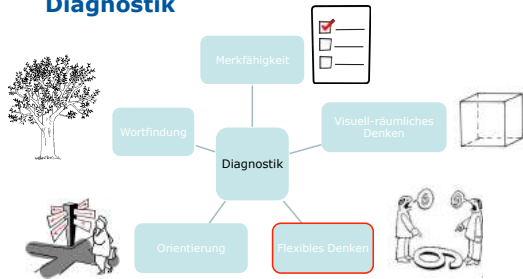 Diagnostik
Merkfähigkeit
Wortfindung
Visuell-räumliches
Denken
Diagnostik
Orientierung
Flexibles Denken